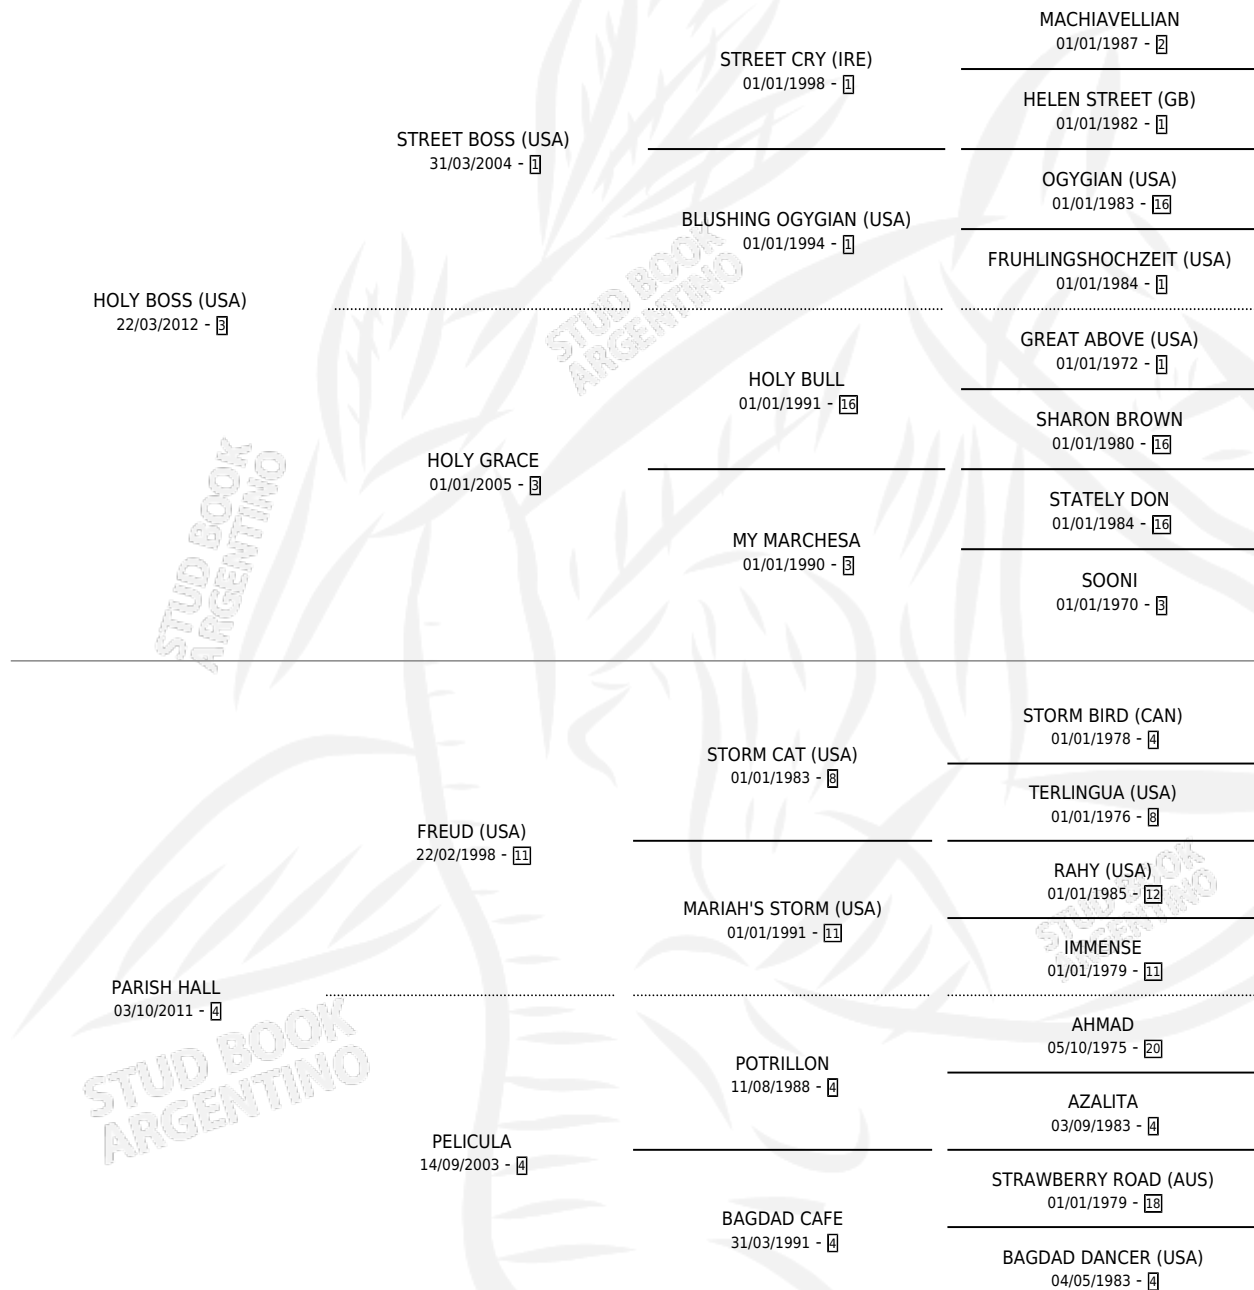 MACHIAVELLIAN
01/01/1987 - 2
STREET CRY (IRE)
01/01/1998 - 1
HELEN STREET (GB)
01/01/1982 - 1
STREET BOSS (USA)
31/03/2004 - 1
OGYGIAN (USA)
01/01/1983 - 16
BLUSHING OGYGIAN (USA)
01/01/1994 - 1
FRUHLINGSHOCHZEIT (USA)
01/01/1984 - 1
HOLY BOSS (USA)
22/03/2012 - 3
GREAT ABOVE (USA)
01/01/1972 - 1
HOLY BULL
01/01/1991 - 16
SHARON BROWN
01/01/1980 - 16
HOLY GRACE
01/01/2005 - 3
STATELY DON
01/01/1984 - 16
MY MARCHESA
01/01/1990 - 3
SOONI
01/01/1970 - 3
STORM BIRD (CAN)
01/01/1978 - 4
STORM CAT (USA)
01/01/1983 - 8
TERLINGUA (USA)
01/01/1976 - 8
FREUD (USA)
22/02/1998 - 11
RAHY (USA)
01/01/1985 - 12
MARIAH'S STORM (USA)
01/01/1991 - 11
IMMENSE
01/01/1979 - 11
PARISH HALL
03/10/2011 - 4
AHMAD
05/10/1975 - 20
POTRILLON
11/08/1988 - 4
AZALITA
03/09/1983 - 4
PELICULA
14/09/2003 - 4
STRAWBERRY ROAD (AUS)
01/01/1979 - 18
BAGDAD CAFE
31/03/1991 - 4
BAGDAD DANCER (USA)
04/05/1983 - 4
STUD BOOK
ARGENTINO
STUD BOOK
ARGENTINO
STUD BOOK
ARGENTINO
STUD BOOK
ARGENTINO